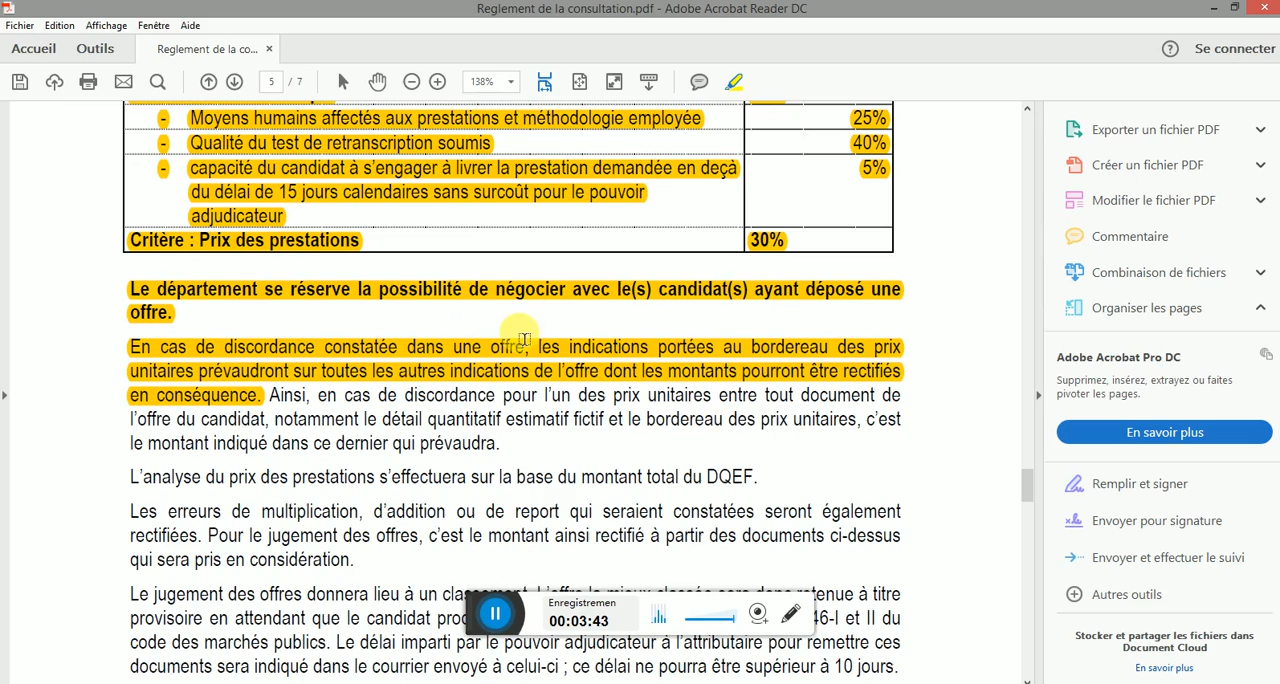 Reglement de la consultation.pdf - Adobe Acrobat Reader DC
Fichier Edition Affichage Fenêtre Aide
Accueil Outils Reglement de la co... × Se connecter
5 / 7 138%
- Moyens humains affectés aux prestations et méthodologie employée 25%
- Qualité du test de retranscription soumis 40%
- capacité du candidat à s'engager à livrer la prestation demandée en deçà 5%
du délai de 15 jours calendaires sans surcoût pour le pouvoir
adjudicateur
Critère : Prix des prestations 30%
Le département se réserve la possibilité de négocier avec le(s) candidat(s) ayant déposé une
offre.
En cas de discordance constatée dans une offre, les indications portées au bordereau des prix
unitaires prévaudront sur toutes les autres indications de l'offre dont les montants pourront être rectifiés
en conséquence. Ainsi, en cas de discordance pour l'un des prix unitaires entre tout document de
l'offre du candidat, notamment le détail quantitatif estimatif fictif et le bordereau des prix unitaires, c'est
le montant indiqué dans ce dernier qui prévaudra.
L'analyse du prix des prestations s'effectuera sur la base du montant total du DQEF.
Les erreurs de multiplication, d'addition ou de report qui seraient constatées seront également
rectifiées. Pour le jugement des offres, c'est le montant ainsi rectifié à partir des documents ci-dessus
qui sera pris en considération.
Le jugement des offres donnera lieu à un retenue à titre
provisoire en attendant que le candidat 46-I et II du
code des marchés publics. Le délai imparti par le pouvoir adjudicateur à l'attributaire pour remettre ces
documents sera indiqué dans le courrier envoyé à celui-ci ; ce délai ne pourra être supérieur à 10 jours.
Enregistremen
00:03:43
Exporter un fichier PDF
Créer un fichier PDF
Modifier le fichier PDF
Commentaire
Combinaison de fichiers
Organiser les pages
Adobe Acrobat Pro DC
Supprimez, insérez, extrayez ou faites
pivoter les pages.
En savoir plus
Remplir et signer
Envoyer pour signature
Envoyer et effectuer le suivi
Autres outils
Stocker et partager les fichiers dans
Document Cloud
En savoir plus